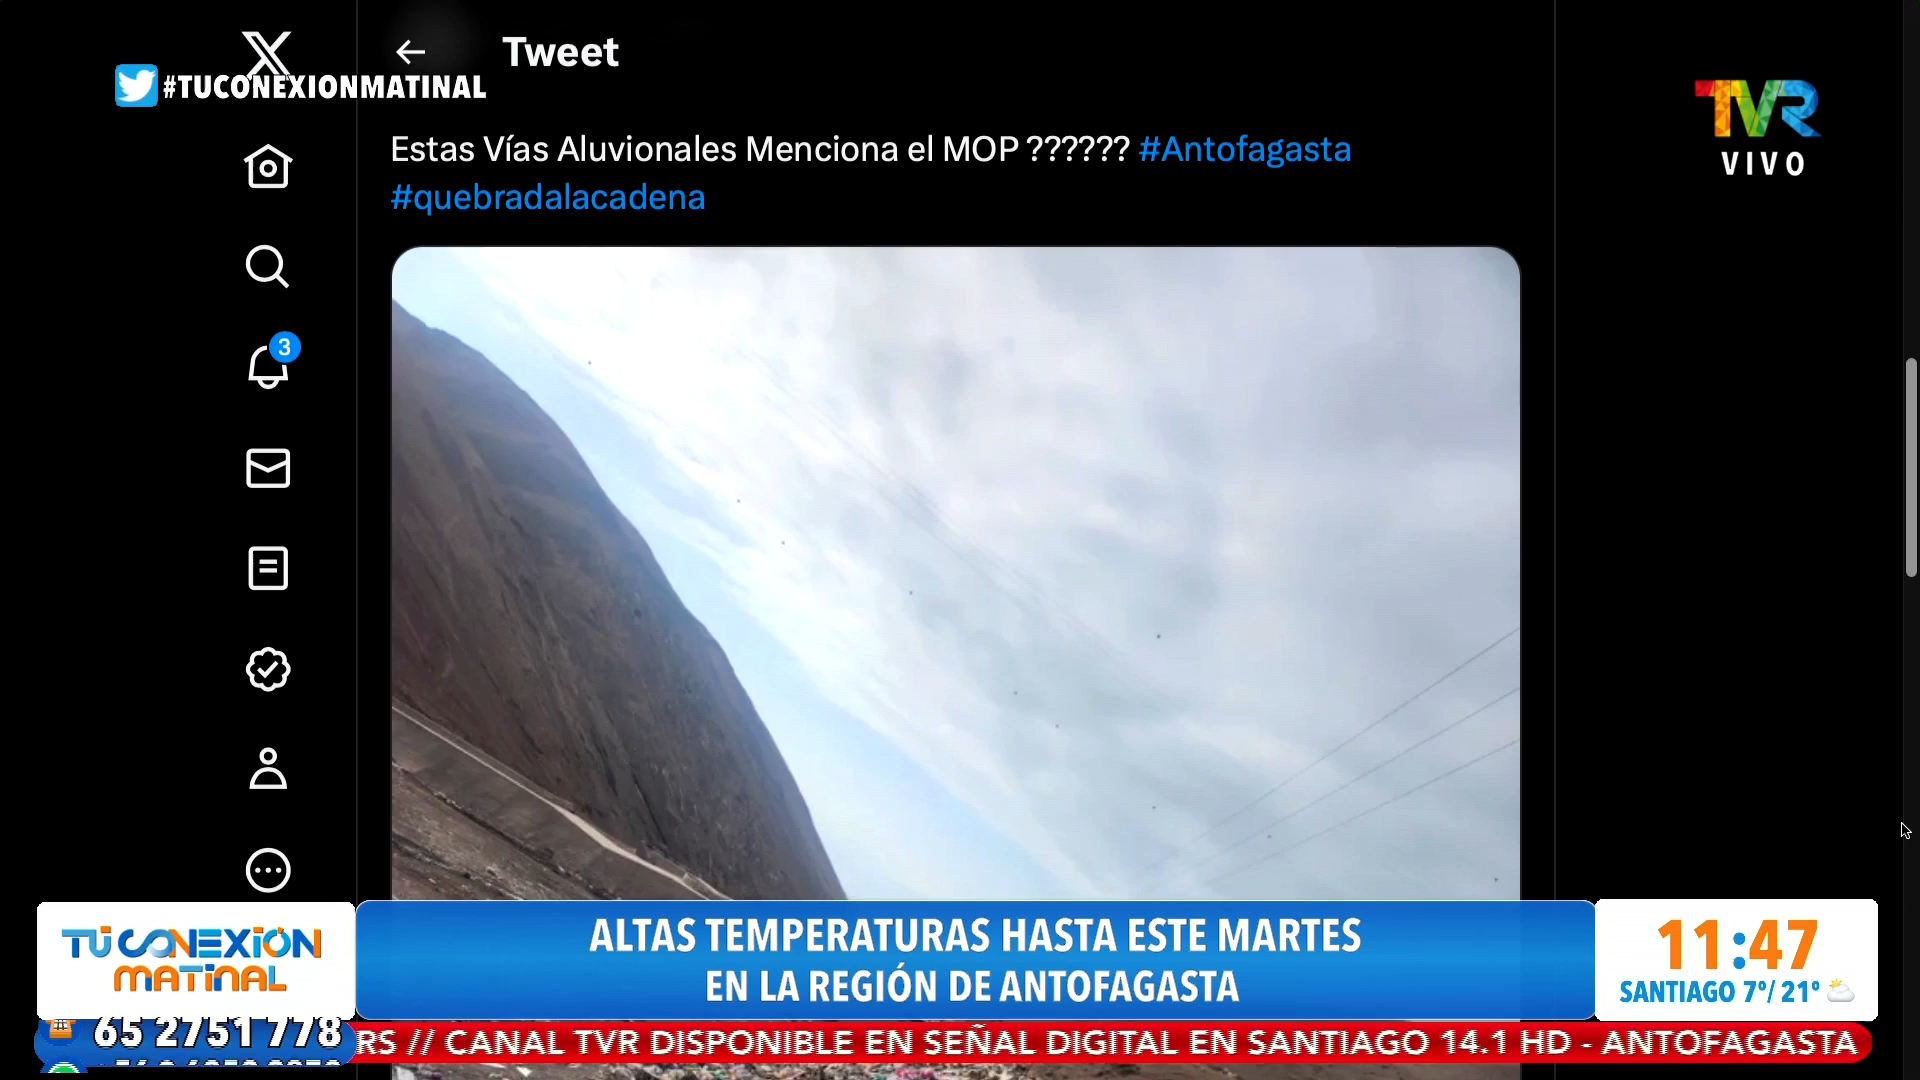 Tweet
#TUCONEXIONMATINAL
TVR
VIVO
Estas Vías Aluvionales Menciona el MOP ?????? #Antofagasta
#quebradalacadena
3
TÚ CONEXIÓN
MATINAL
ALTAS TEMPERATURAS HASTA ESTE MARTES
EN LA REGIÓN DE ANTOFAGASTA
11:47
SANTIAGO 7°/ 21°
65 2751 778
RS // CANAL TVR DISPONIBLE EN SEÑAL DIGITAL EN SANTIAGO 14.1 HD - ANTOFAGASTA